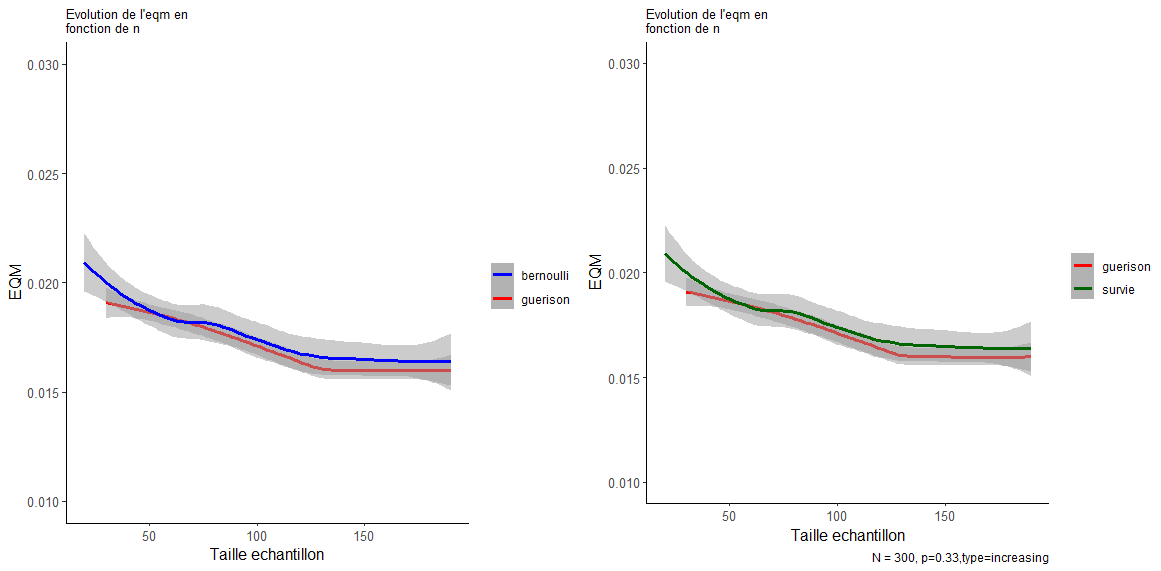 Evolution de l'eqm en
fonction de n
0.030
0.025
0.020
0.015
0.010
EQM
50
100
150
Taille echantillon
bernoulli
guerison
Evolution de l'eqm en
fonction de n
0.030
0.025
0.020
0.015
0.010
EQM
50
100
150
Taille echantillon
guerison
survie
N = 300, p=0.33,type=increasing